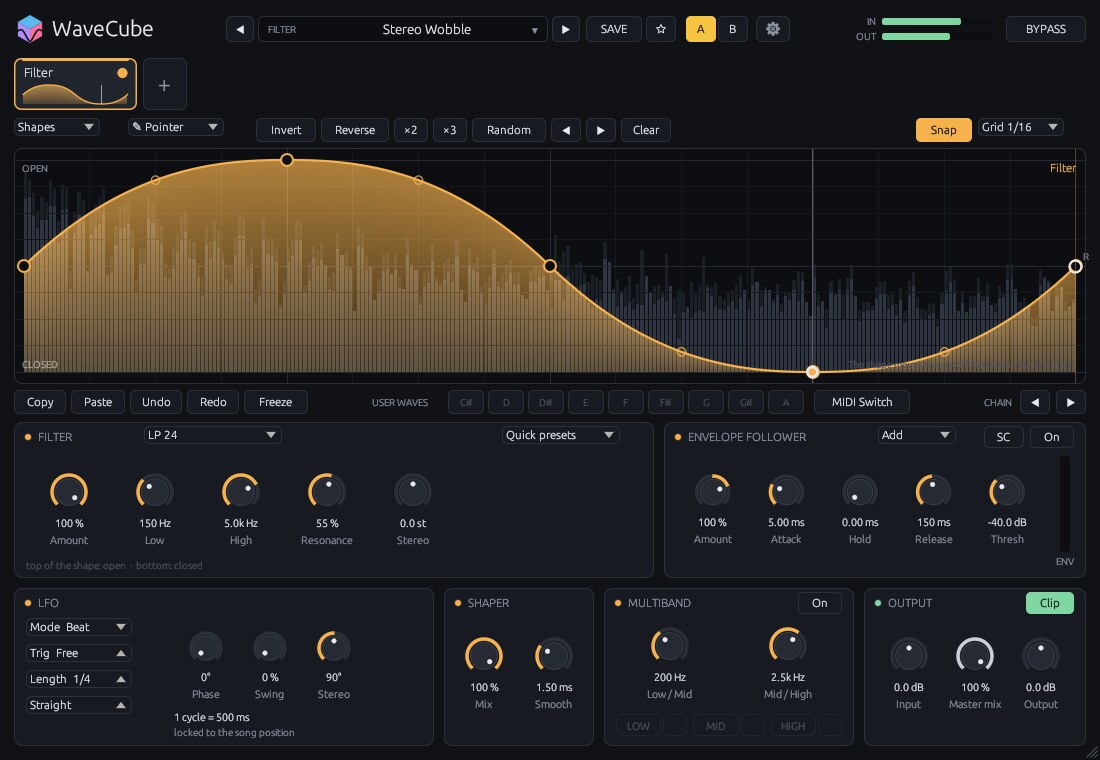 WaveCube
FILTER Stereo Wobble
SAVE
A B
IN
OUT
BYPASS
Filter
+
Shapes
Pointer
Invert Reverse ×2 ×3 Random Clear
Snap Grid 1/16
OPEN
Filter
R
CLOSED
Copy Paste Undo Redo Freeze
USER WAVES C# D D# E F F# G G# A
MIDI Switch
CHAIN
FILTER LP 24 Quick presets
100 % 150 Hz 5.0k Hz 55 % 0.0 st
Amount Low High Resonance Stereo
top of the shape: open · bottom: closed
ENVELOPE FOLLOWER Add SC On
100 % 5.00 ms 0.00 ms 150 ms -40.0 dB
Amount Attack Hold Release Thresh
ENV
LFO
Mode Beat
Trig Free
Length 1/4
Straight
0° 0 % 90°
Phase Swing Stereo
1 cycle = 500 ms
locked to the song position
SHAPER
100 % 1.50 ms
Mix Smooth
MULTIBAND On
200 Hz 2.5k Hz
Low / Mid Mid / High
LOW MID HIGH
OUTPUT Clip
0.0 dB 100 % 0.0 dB
Input Master mix Output